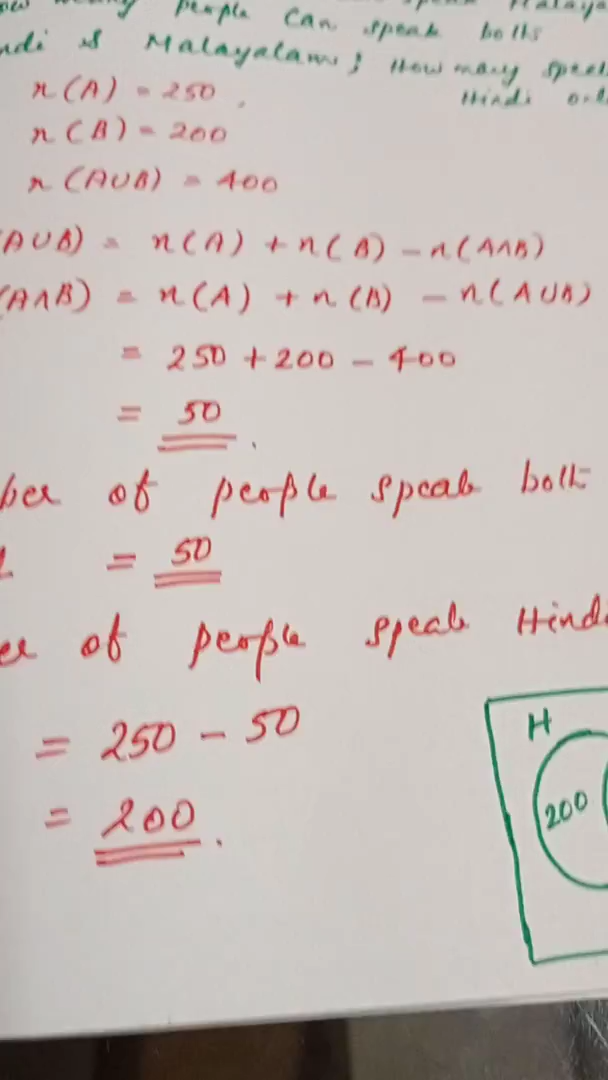 people can speak both
Malayalam; How many
Hindi
n(A) = 250
n(B) = 200
n(A∪B) = 400
(A∪B) = n(A) + n(B) - n(A∩B)
(A∩B) = n(A) + n(B) - n(A∪B)
= 250 + 200 - 400
= 50
of people speak both
= 50
of people speak Hindi
= 250 - 50
= 200
H
200